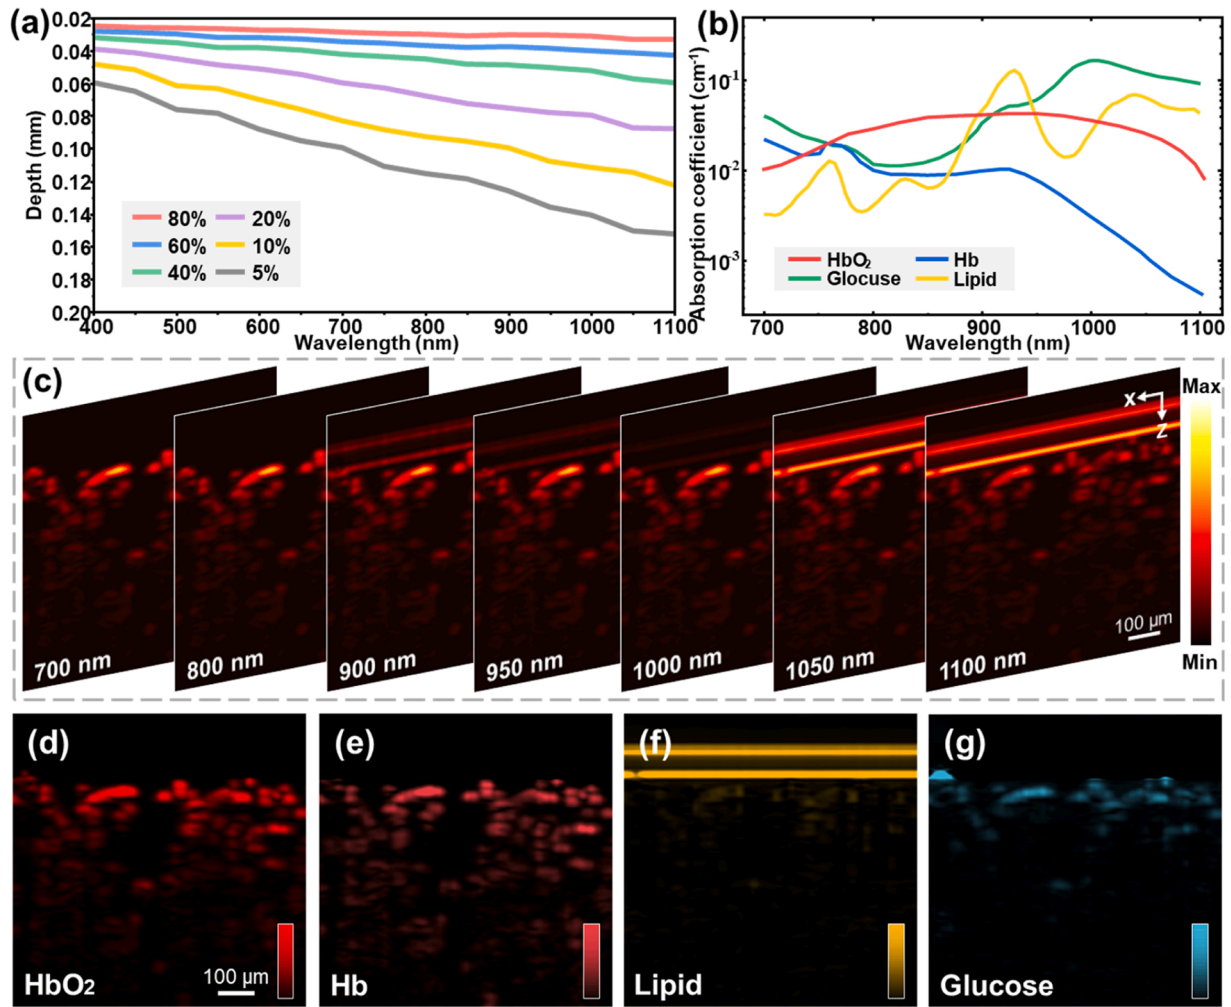 (a)
0.02
0.04
0.06
0.08
0.10
0.12
0.14
0.16
0.18
0.20
Depth (mm)
80% 20%
60% 10%
40% 5%
400 500 600 700 800 900 1000 1100
Wavelength (nm)
(b)
Absorption coefficient (cm⁻¹)
10⁻¹
10⁻²
10⁻³
HbO₂ Hb
Glocuse Lipid
700 800 900 1000 1100
Wavelength (nm)
(c)
700 nm
800 nm
900 nm
950 nm
1000 nm
1050 nm
1100 nm
X
Z
100 µm
Max
Min
(d)
HbO₂
100 µm
(e)
Hb
(f)
Lipid
(g)
Glucose